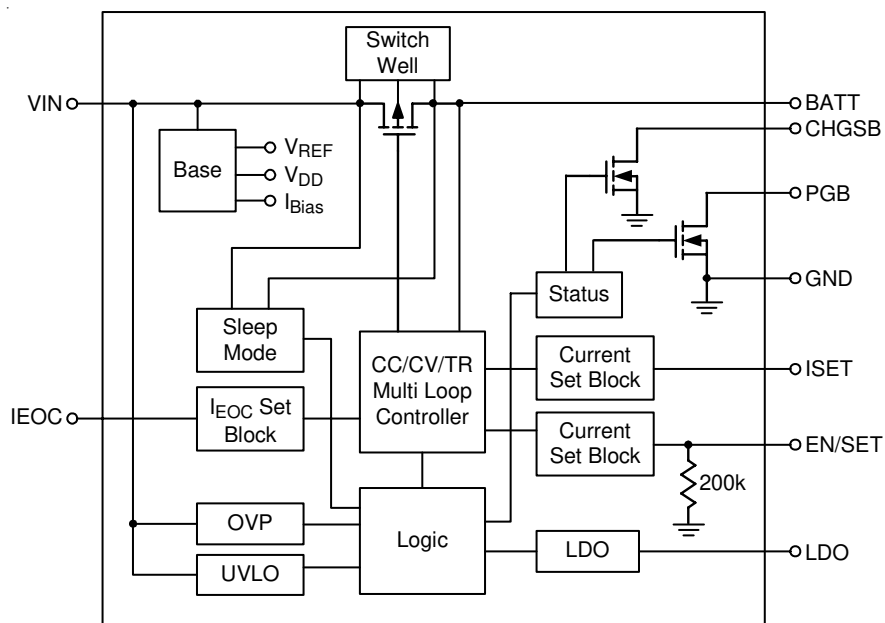 Switch
Well
VIN
BATT
CHGSB
Base
VREF
VDD
IBias
PGB
GND
Status
Sleep
Mode
CC/CV/TR
Multi Loop
Controller
Current
Set Block
ISET
IEOC
IEOC Set
Block
Current
Set Block
EN/SET
200k
OVP
Logic
LDO
LDO
UVLO